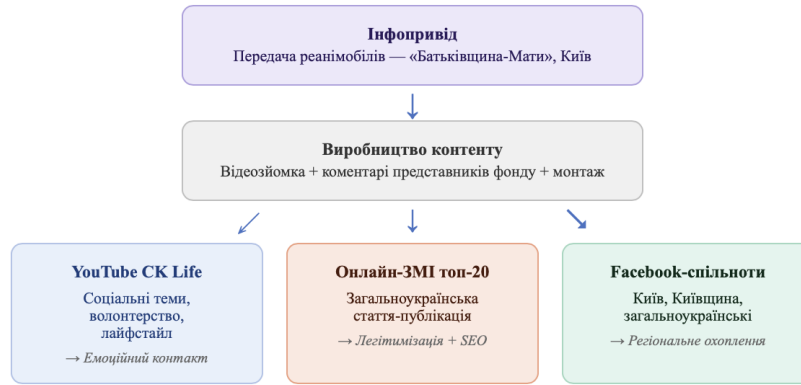 Інфопривід
Передача реанімобілів — «Батьківщина-Мати», Київ
Виробництво контенту
Відеозйомка + коментарі представників фонду + монтаж
YouTube СК Life
Соціальні теми,
волонтерство,
лайфстайл
→ Емоційний контакт
Онлайн-ЗМІ топ-20
Загальноукраїнська
стаття-публікація
→ Легітимізація + SEO
Facebook-спільноти
Київ, Київщина,
загальноукраїнські
→ Регіональне охоплення